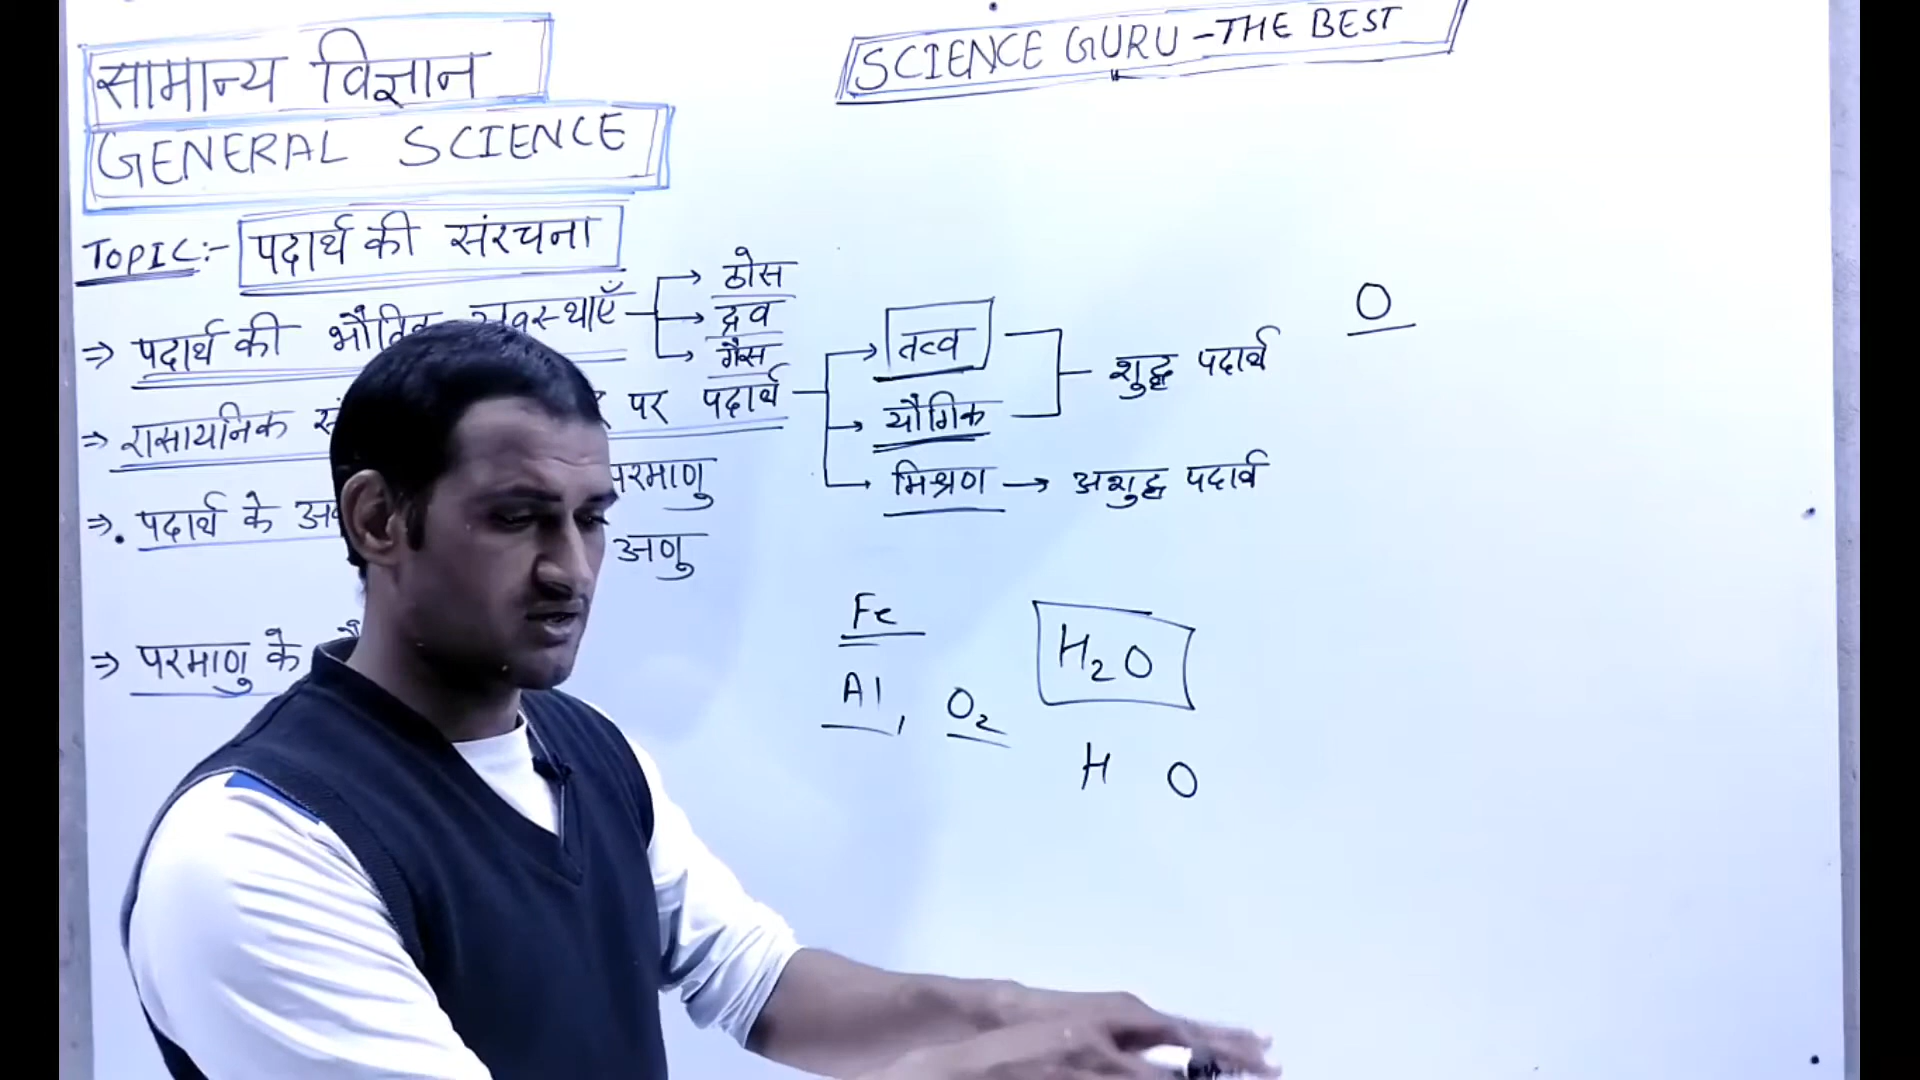 सामान्य विज्ञान
GENERAL SCIENCE
SCIENCE GURU - THE BEST
TOPIC:- पदार्थ की संरचना
⇒ पदार्थ की भौतिक अवस्थाएँ
ठोस
द्रव
गैस
⇒ रासायनिक पर पदार्थ
तत्व
यौगिक
शुद्ध पदार्थ
मिश्रण → अशुद्ध पदार्थ
⇒ पदार्थ के
परमाणु
अणु
⇒ परमाणु के
O
Fe
Al, O₂
H₂O
H O